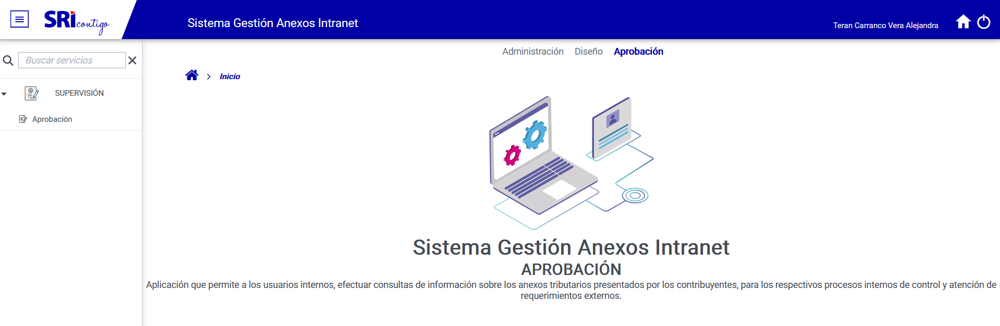 SRi contigo
Sistema Gestión Anexos Intranet
Teran Carranco Vera Alejandra
Buscar servicios
SUPERVISIÓN
Aprobación
Administración Diseño Aprobación
Inicio
Sistema Gestión Anexos Intranet
APROBACIÓN
Aplicación que permite a los usuarios internos, efectuar consultas de información sobre los anexos tributarios presentados por los contribuyentes, para los respectivos procesos internos de control y atención de
requerimientos externos.